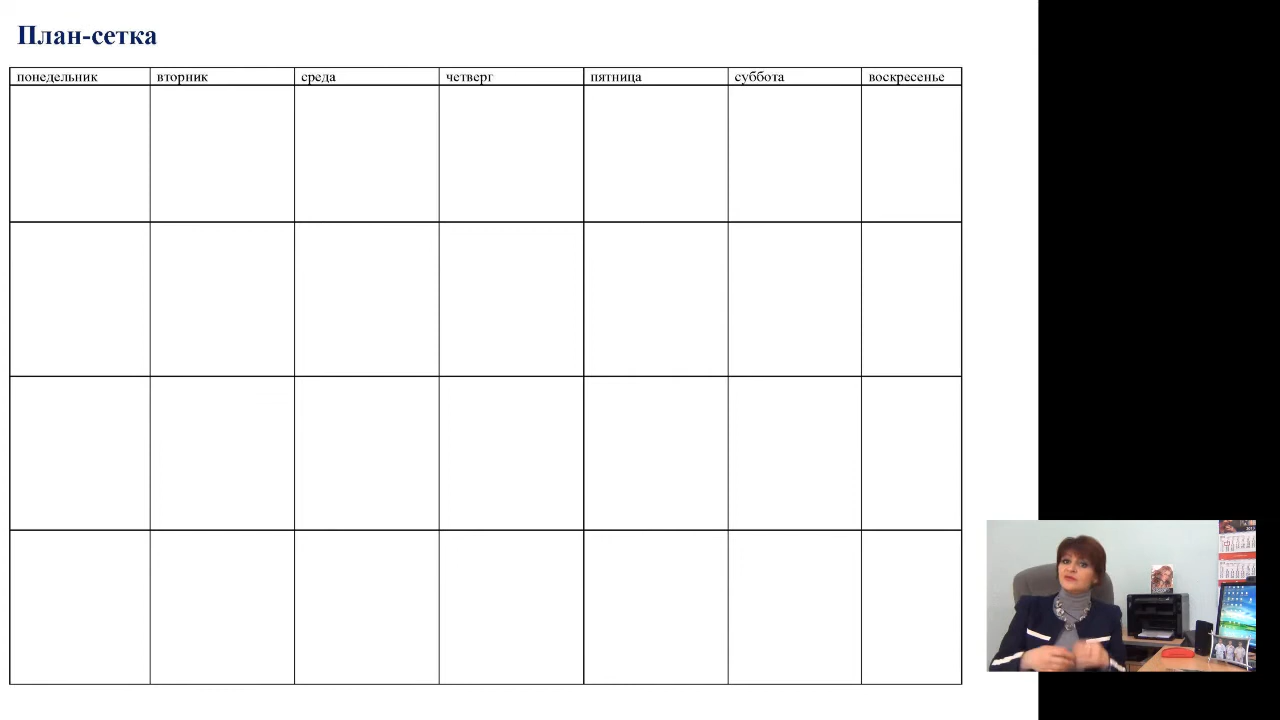 План-сетка
понедельник вторник среда четверг пятница суббота воскресенье